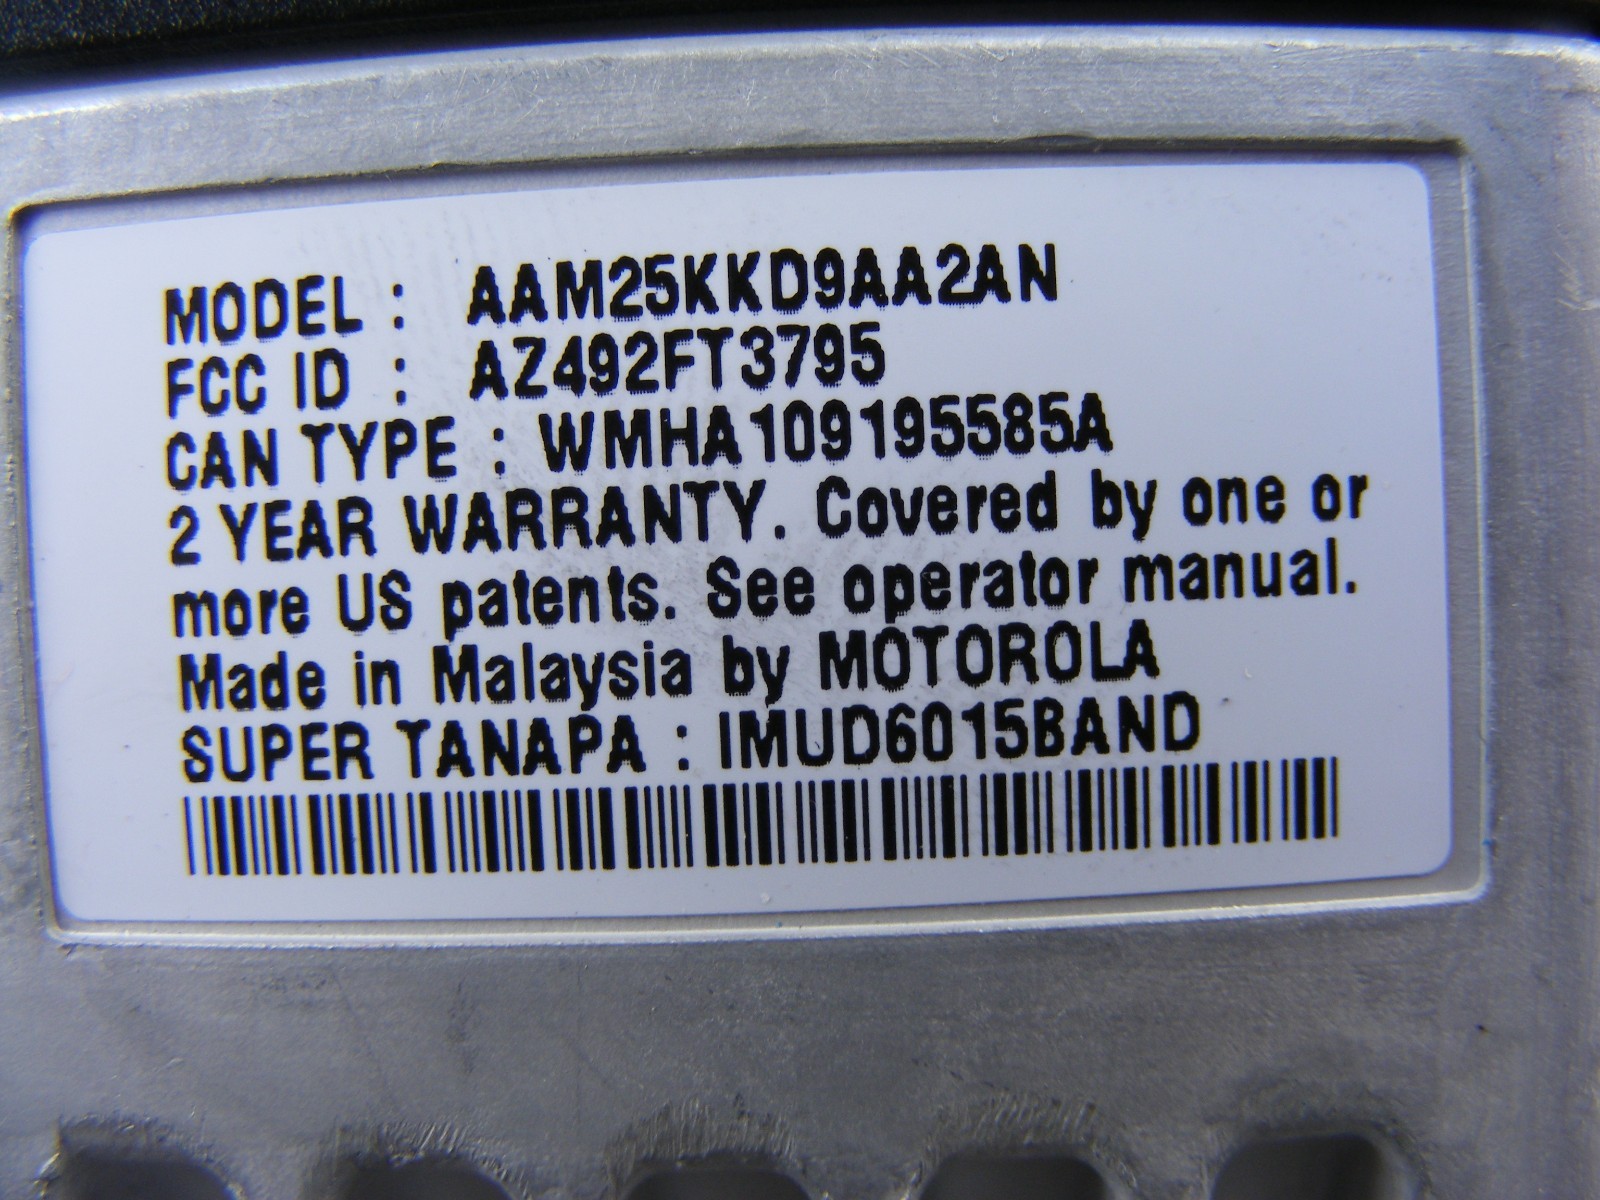 MODEL : AAM25KKD9AA2AN
FCC ID : AZ492FT3795
CAN TYPE : WMHA109195585A
2 YEAR WARRANTY. Covered by one or
more US patents. See operator manual.
Made in Malaysia by MOTOROLA
SUPER TANAPA : IMUD6015BAND